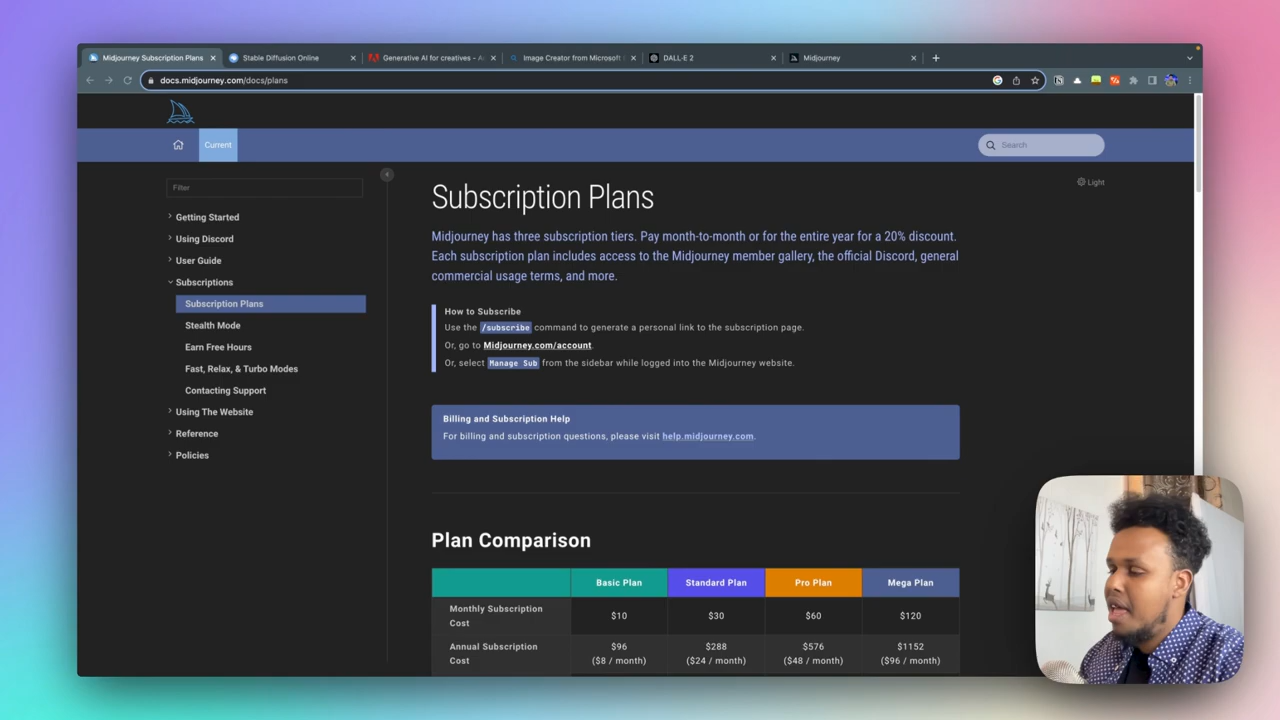 Midjourney Subscription Plans
Stable Diffusion Online
Generative AI for creatives - A
Image Creator from Microsoft
DALL·E 2
Midjourney
docs.midjourney.com/docs/plans
Current
Search
Filter
Getting Started
Using Discord
User Guide
Subscriptions
Subscription Plans
Stealth Mode
Earn Free Hours
Fast, Relax, & Turbo Modes
Contacting Support
Using The Website
Reference
Policies
Light
Subscription Plans
Midjourney has three subscription tiers. Pay month-to-month or for the entire year for a 20% discount.
Each subscription plan includes access to the Midjourney member gallery, the official Discord, general
commercial usage terms, and more.
How to Subscribe
Use the /subscribe command to generate a personal link to the subscription page.
Or, go to Midjourney.com/account.
Or, select Manage Sub from the sidebar while logged into the Midjourney website.
Billing and Subscription Help
For billing and subscription questions, please visit help.midjourney.com.
Plan Comparison
Basic Plan Standard Plan Pro Plan Mega Plan
Monthly Subscription
Cost
$10 $30 $60 $120
Annual Subscription
Cost
$96 $288 $576 $1152
($8 / month) ($24 / month) ($48 / month) ($96 / month)